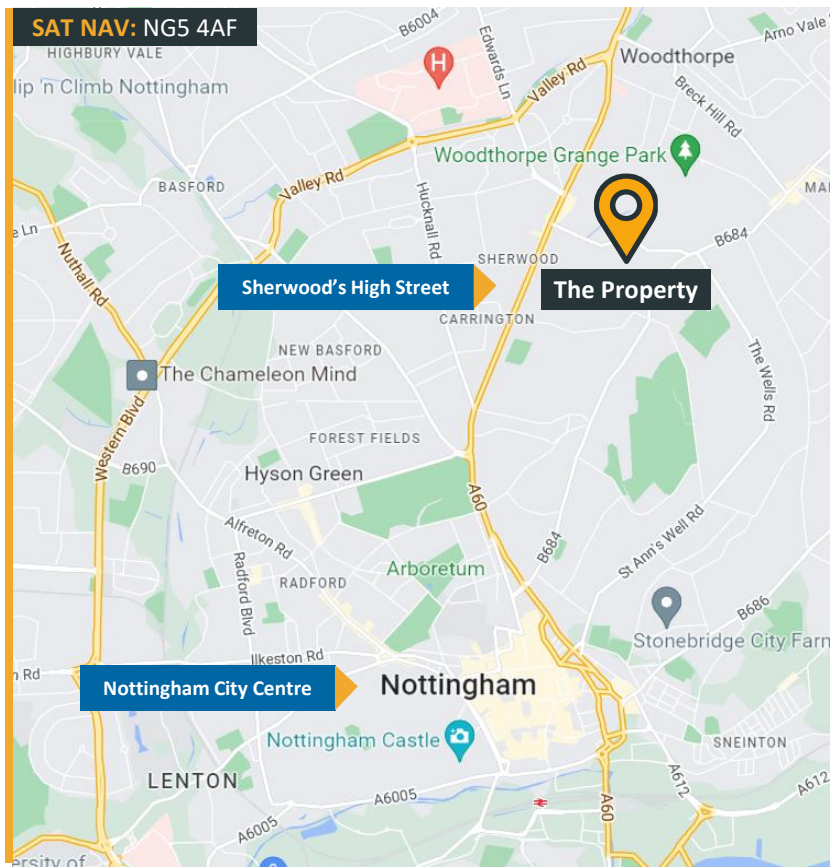 SAT NAV: NG5 4AF
B6004
Edwards Ln
Arno Vale
HIGHBURY VALE
Woodthorpe
H
lip 'n Climb Nottingham
Valley Rd
Breck Hill Rd
Woodthorpe Grange Park
BASFORD
Valley Rd
Hucknall Rd
MA
e Ln
B684
Nuthall Rd
SHERWOOD
Sherwood's High Street
The Property
CARRINGTON
NEW BASFORD
The Wells Rd
The Chameleon Mind
Western Blvd
FOREST FIELDS
B690
Hyson Green
A60
Alfreton Rd
B684
St Ann's Well Rd
Radford Blvd
Arboretum
RADFORD
B686
Stonebridge City Farm
Ilkeston Rd
n Rd
Nottingham City Centre
Nottingham
Nottingham Castle
SNEINTON
LENTON
A612
A612
A6005
A60
A6005
ersity of